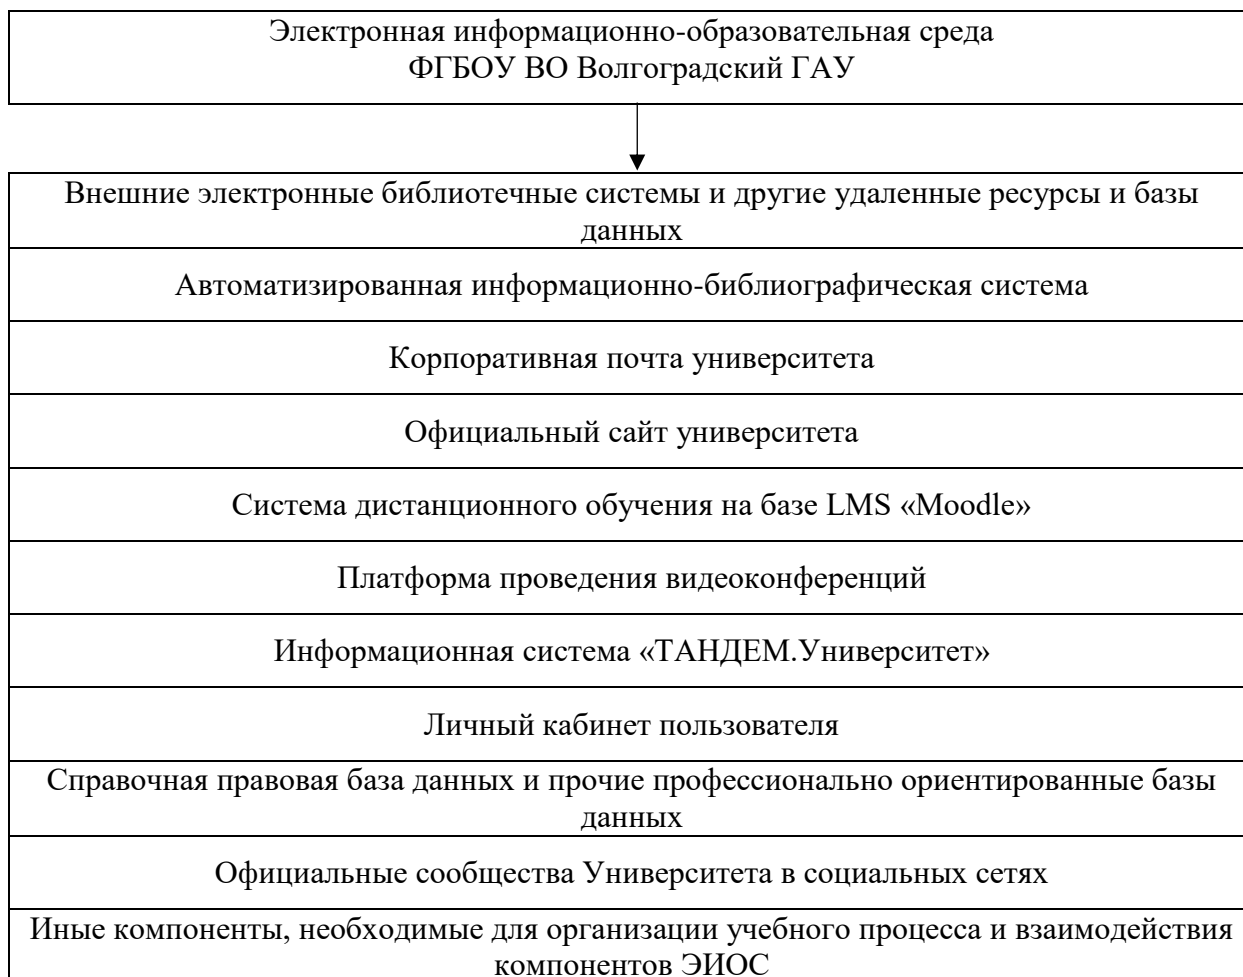 Электронная информационно-образовательная среда
ФГБОУ ВО Волгоградский ГАУ
Внешние электронные библиотечные системы и другие удаленные ресурсы и базы
данных
Автоматизированная информационно-библиографическая система
Корпоративная почта университета
Официальный сайт университета
Система дистанционного обучения на базе LMS «Moodle»
Платформа проведения видеоконференций
Информационная система «ТАНДЕМ.Университет»
Личный кабинет пользователя
Справочная правовая база данных и прочие профессионально ориентированные базы
данных
Официальные сообщества Университета в социальных сетях
Иные компоненты, необходимые для организации учебного процесса и взаимодействия
компонентов ЭИОС